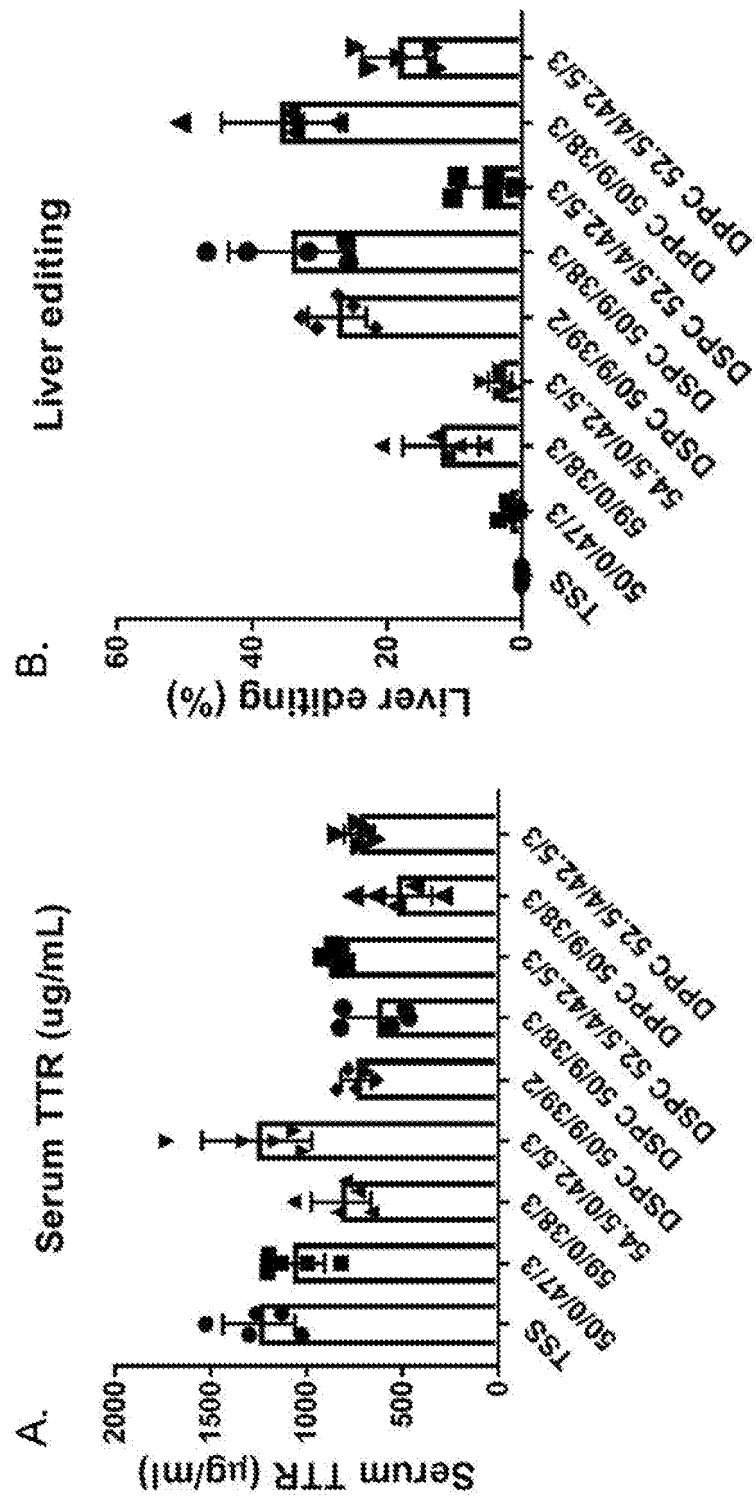 A.
Serum TTR (ug/mL)
Serum TTR (μg/ml)
2000
1500
1000
500
0
TSS
50/0/47/3
59/0/38/3
54.5/0/42.5/3
DSPC 50/9/39/2
DSPC 50/9/38/3
DSPC 52.5/4/42.5/3
DPPC 50/9/38/3
DPPC 52.5/4/42.5/3
B.
Liver editing
Liver editing (%)
60
40
20
0
TSS
50/0/47/3
59/0/38/3
54.5/0/42.5/3
DSPC 50/9/39/2
DSPC 50/9/38/3
DSPC 52.5/4/42.5/3
DPPC 50/9/38/3
DPPC 52.5/4/42.5/3